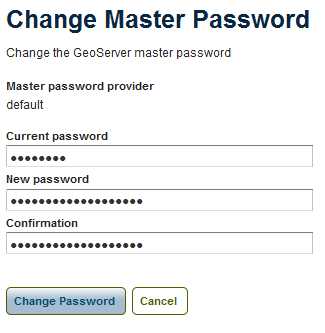 Change Master Password
Change the GeoServer master password
Master password provider
default
Current password
●●●●●●●●
New password
●●●●●●●●●●●●●●●●●●●
Confirmation
●●●●●●●●●●●●●●●●●●●
Change Password
Cancel